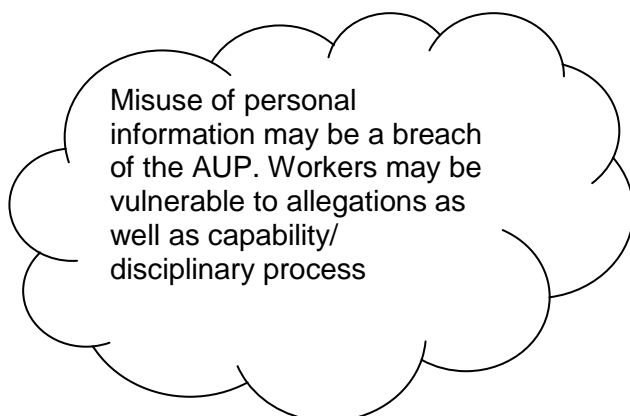 Misuse of personal
information may be a breach
of the AUP. Workers may be
vulnerable to allegations as
well as capability/
disciplinary process